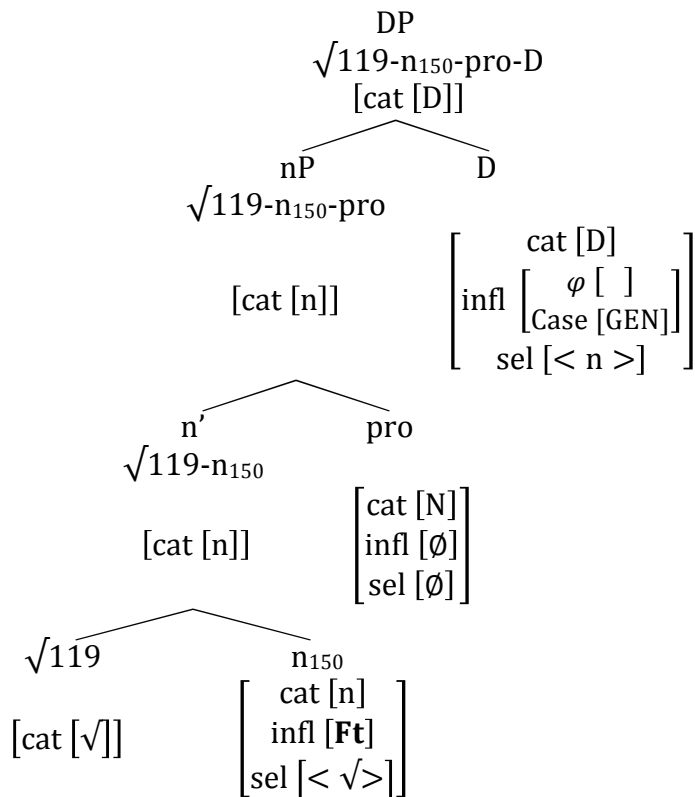 DP
√119-n₁₅₀-pro-D
[cat [D]]
nP D
√119-n₁₅₀-pro
cat [D]
[cat [n]] infl [φ [ ]
Case [GEN]]
sel [< n >]
n’ pro
√119-n₁₅₀
cat [N]
[cat [n]] infl [Ø]
sel [Ø]
√119 n₁₅₀
cat [n]
[cat [√]] infl [Ft]
sel [< √>]